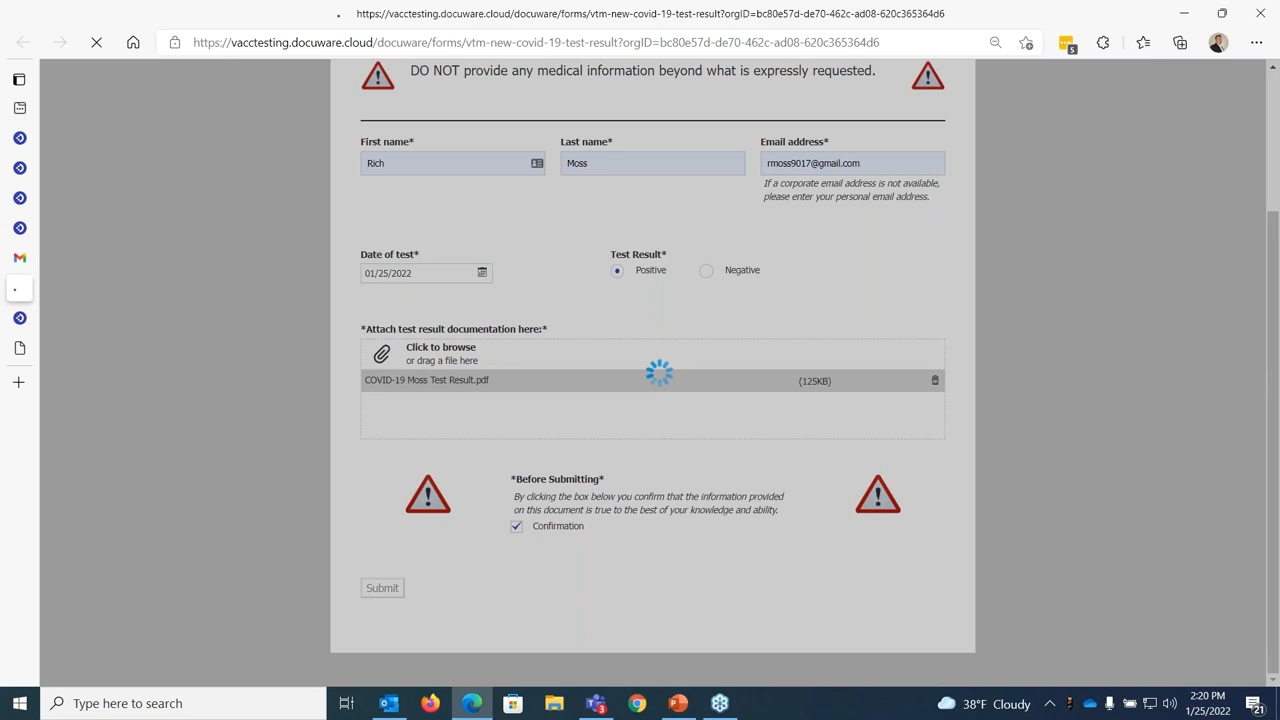 https://vacctesting.docuware.cloud/docuware/forms/vtm-new-covid-19-test-result?orgID=bc80e57d-de70-462c-ad08-620c365364d6
https://vacctesting.docuware.cloud/docuware/forms/vtm-new-covid-19-test-result?orgID=bc80e57d-de70-462c-ad08-620c365364d6
5
DO NOT provide any medical information beyond what is expressly requested.
First name* Last name* Email address*
Rich Moss rmoss9017@gmail.com
If a corporate email address is not available,
please enter your personal email address.
Date of test* Test Result*
01/25/2022 Positive Negative
*Attach test result documentation here:*
Click to browse
or drag a file here
COVID-19 Moss Test Result.pdf (125KB)
*Before Submitting*
By clicking the box below you confirm that the information provided
on this document is true to the best of your knowledge and ability.
Confirmation
Submit
Type here to search
3
38°F Cloudy
2:20 PM
1/25/2022
21